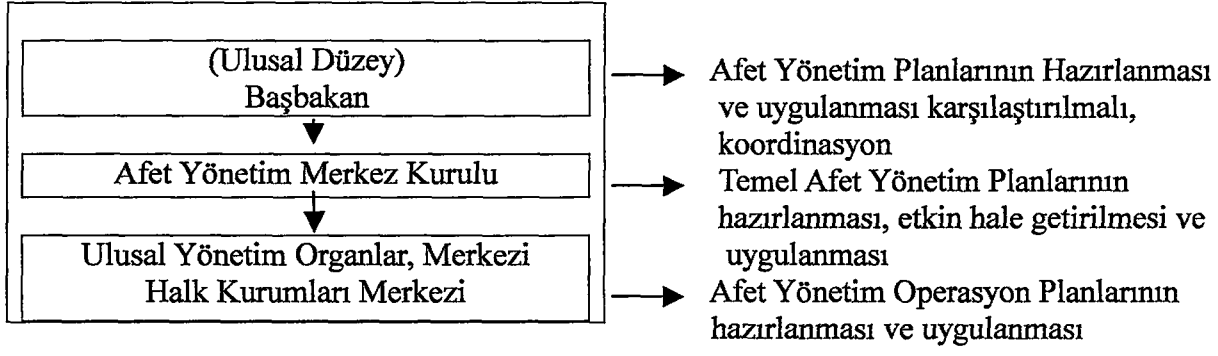 (Ulusal Düzey)
Başbakan
Afet Yönetim Planlarının Hazırlanması
ve uygulanması karşılaştırılmalı,
koordinasyon
Afet Yönetim Merkez Kurulu
Temel Afet Yönetim Planlarının
hazırlanması, etkin hale getirilmesi ve
uygulanması
Ulusal Yönetim Organlar, Merkezi
Halk Kurumları Merkezi
Afet Yönetim Operasyon Planlarının
hazırlanması ve uygulanması